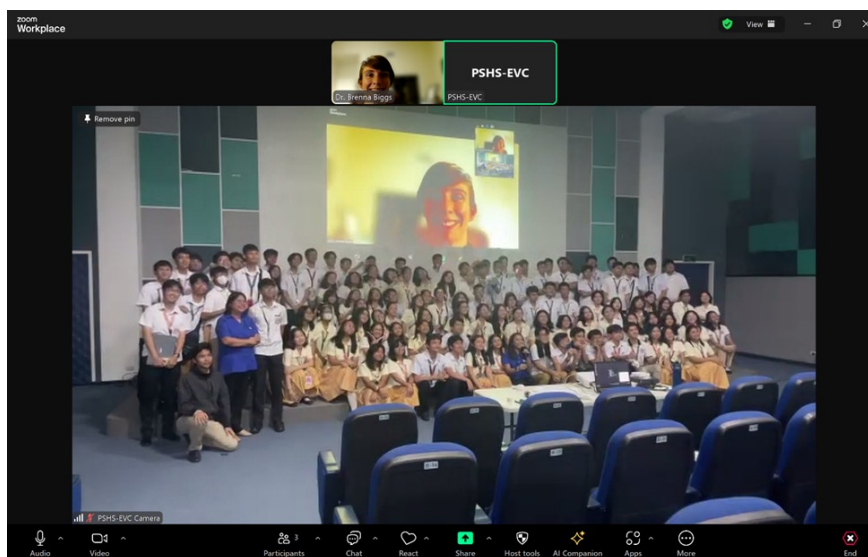 zoom
Workplace
View
Dr. Brenna Biggs
PSHS-EVC
PSHS-EVC
Remove pin
PSHS-EVC Camera
3
Audio
Video
Participants
Chat
React
Share
Host tools
AI Companion
Apps
More
End